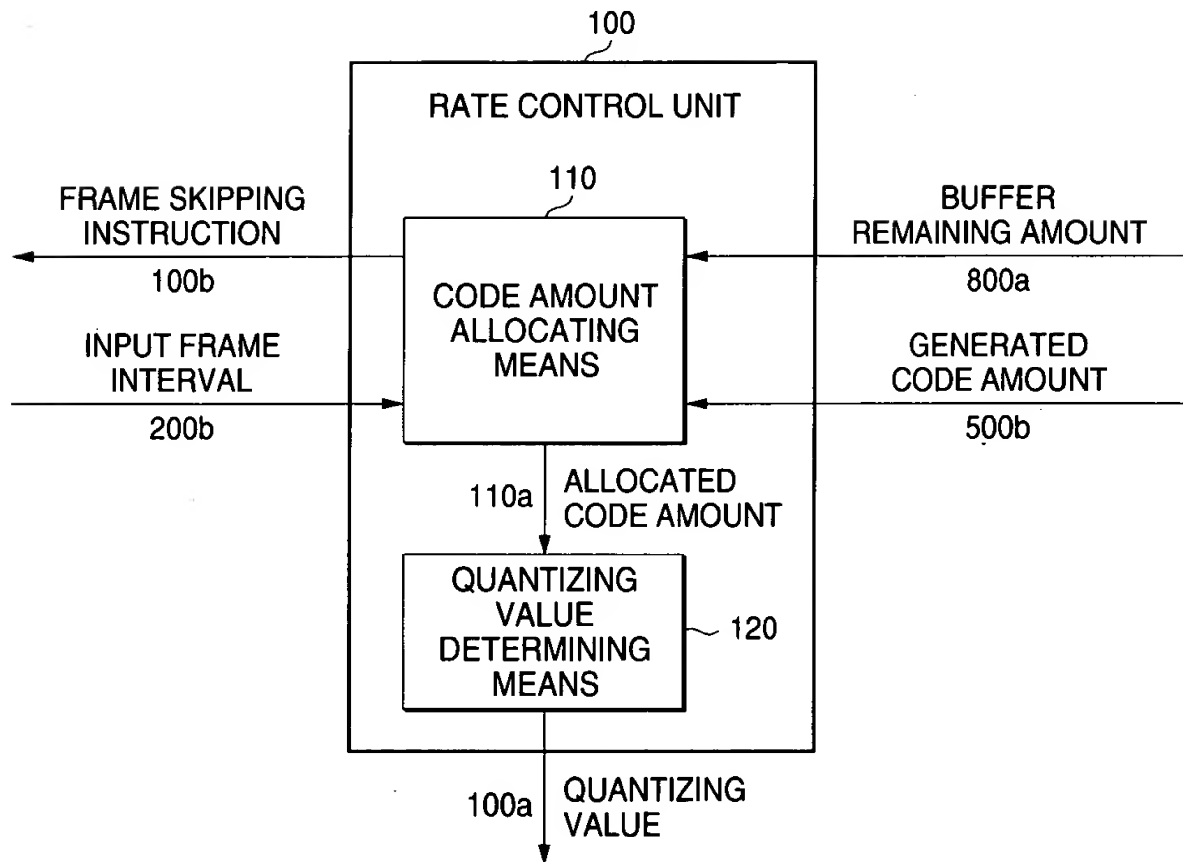 100
RATE CONTROL UNIT
110
FRAME SKIPPING
INSTRUCTION
100b
INPUT FRAME
INTERVAL
200b
CODE AMOUNT
ALLOCATING
MEANS
BUFFER
REMAINING AMOUNT
800a
GENERATED
CODE AMOUNT
500b
110a
ALLOCATED
CODE AMOUNT
QUANTIZING
VALUE
DETERMINING
MEANS
120
100a
QUANTIZING
VALUE